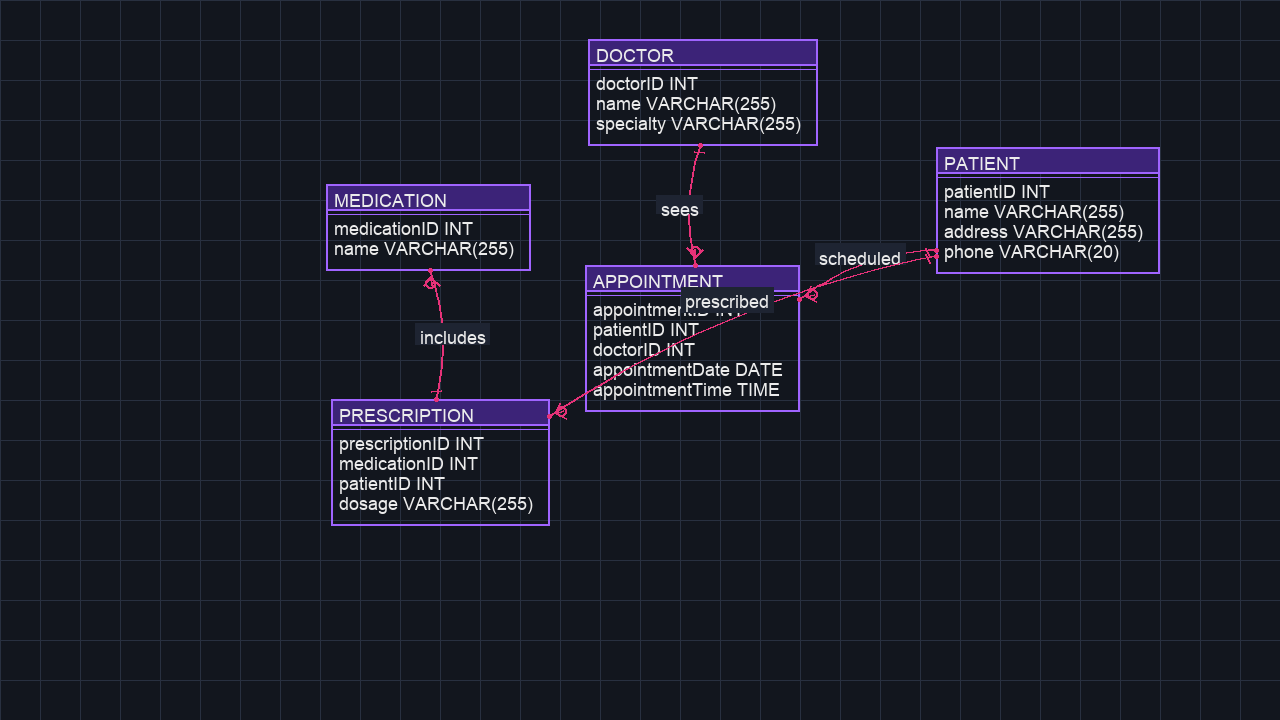 DOCTOR
doctorID INT
name VARCHAR(255)
specialty VARCHAR(255)
PATIENT
patientID INT
name VARCHAR(255)
address VARCHAR(255)
phone VARCHAR(20)
MEDICATION
medicationID INT
name VARCHAR(255)
sees
scheduled
APPOINTMENT
prescribed
appointmentID INT
patientID INT
doctorID INT
appointmentDate DATE
appointmentTime TIME
includes
PRESCRIPTION
prescriptionID INT
medicationID INT
patientID INT
dosage VARCHAR(255)